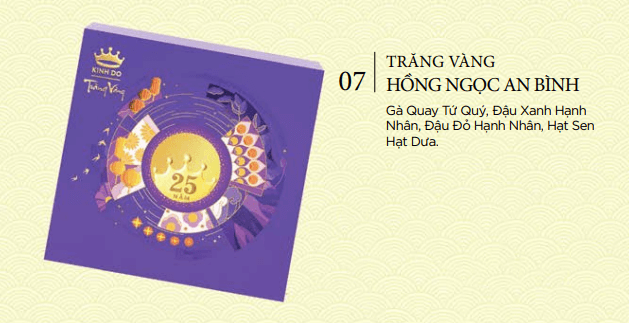 KINH DO
Trăng Vàng
25
NĂM
07
TRĂNG VÀNG
HỒNG NGỌC AN BÌNH
Gà Quay Tứ Quý, Đậu Xanh Hạnh
Nhân, Đậu Đỏ Hạnh Nhân, Hạt Sen
Hạt Dưa.